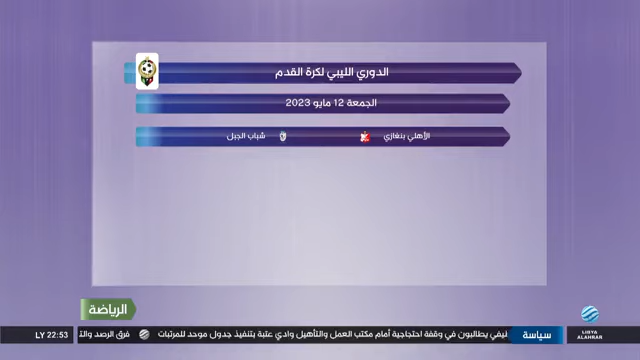 الدوري الليبي لكرة القدم
الجمعة 12 مايو 2023
الأهلي بنغازي شباب الجبل
الرياضة
سياسة
نيفي يطالبون في وقفة احتجاجية أمام مكتب العمل والتأهيل وادي عتبة بتنفيذ جدول موحد للمرتبات
فرق الرصد والتـ
LY 22:53
LIBYA
ALAHRAR